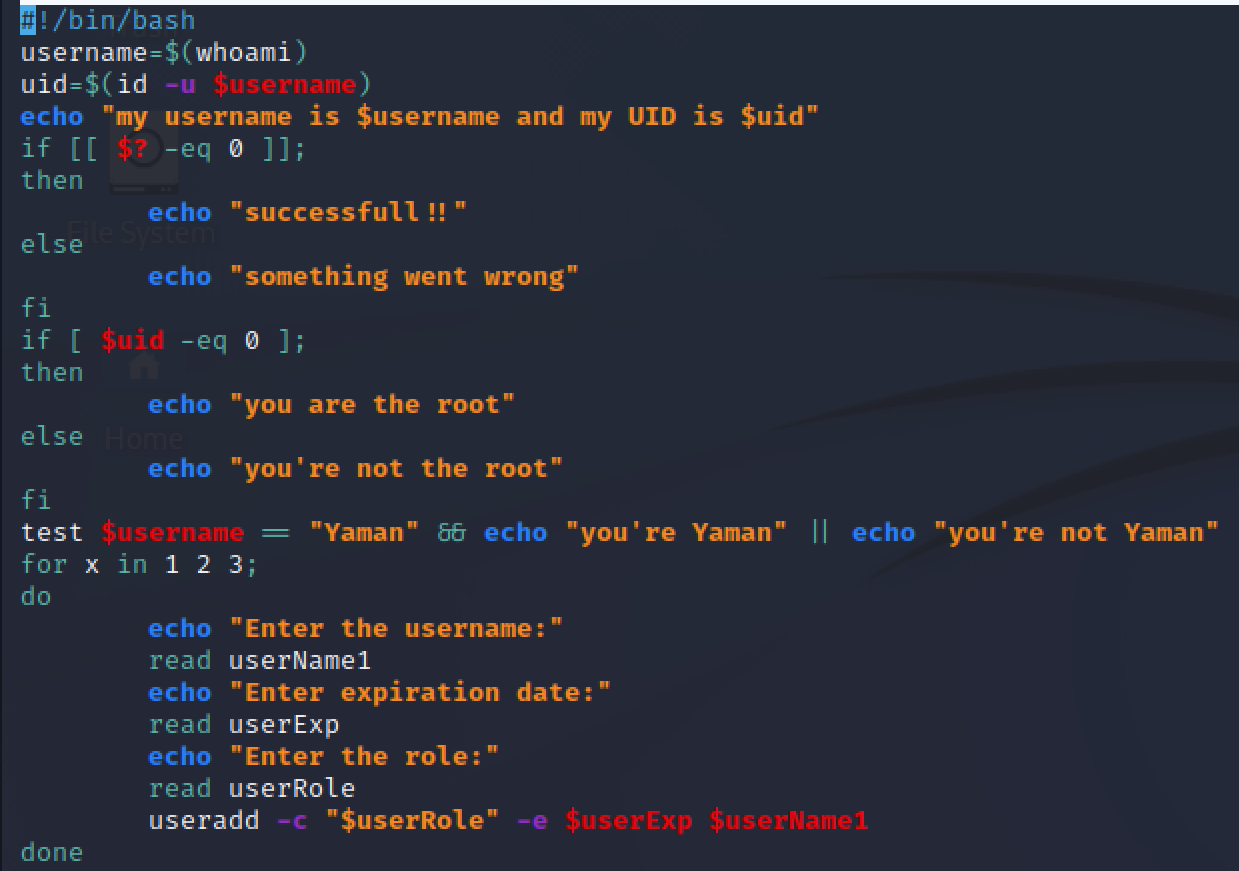 #!/bin/bash
username=$(whoami)
uid=$(id -u $username)
echo "my username is $username and my UID is $uid"
if [[ $? -eq 0 ]];
then
        echo "successfull!!"
else
        echo "something went wrong"
fi
if [ $uid -eq 0 ];
then
        echo "you are the root"
else
        echo "you're not the root"
fi
test $username == "Yaman" && echo "you're Yaman" || echo "you're not Yaman"
for x in 1 2 3;
do
        echo "Enter the username:"
        read userName1
        echo "Enter expiration date:"
        read userExp
        echo "Enter the role:"
        read userRole
        useradd -c "$userRole" -e $userExp $userName1
done
File System
Home